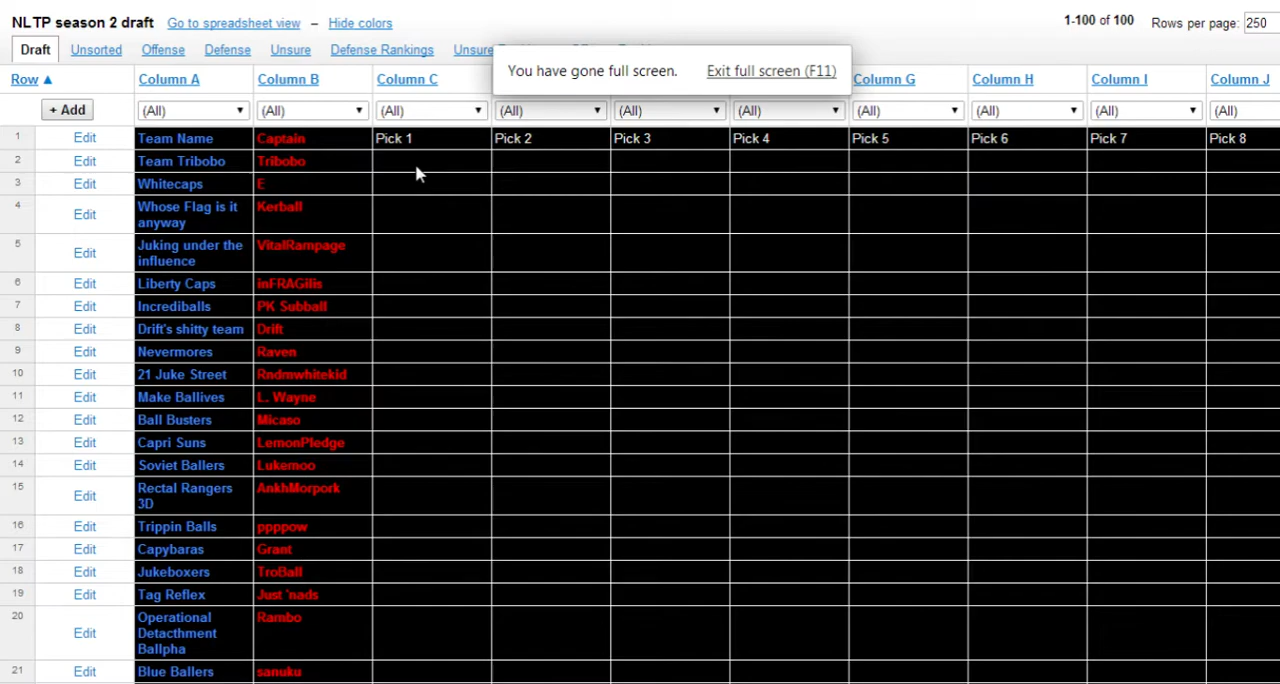 NLTP season 2 draft Go to spreadsheet view – Hide colors 1-100 of 100 Rows per page: 250
Draft Unsorted Offense Defense Unsure Defense Rankings
You have gone full screen. Exit full screen (F11)
Row ▲ Column A Column B Column C Column G Column H Column I Column J
+ Add (All) (All) (All) (All) (All) (All) (All) (All) (All) (All)
1 Edit Team Name Captain Pick 1 Pick 2 Pick 3 Pick 4 Pick 5 Pick 6 Pick 7 Pick 8
2 Edit Team Tribobo Tribobo
3 Edit Whitecaps E
4 Edit Whose Flag is it Kerball
anyway
5 Edit Juking under the VitalRampage
influence
6 Edit Liberty Caps inFRAGilis
7 Edit Incrediballs PK Subball
8 Edit Drift's shitty team Drift
9 Edit Nevermores Raven
10 Edit 21 Juke Street Rndmwhitekid
11 Edit Make Ballives L. Wayne
12 Edit Ball Busters Micaso
13 Edit Capri Suns LemonPledge
14 Edit Soviet Ballers Lukemoo
15 Edit Rectal Rangers AnkhMorpork
3D
16 Edit Trippin Balls ppppow
17 Edit Capybaras Grant
18 Edit Jukeboxers TroBall
19 Edit Tag Reflex Just 'nads
20 Edit Operational Rambo
Detacthment
Ballpha
21 Edit Blue Ballers sanuku